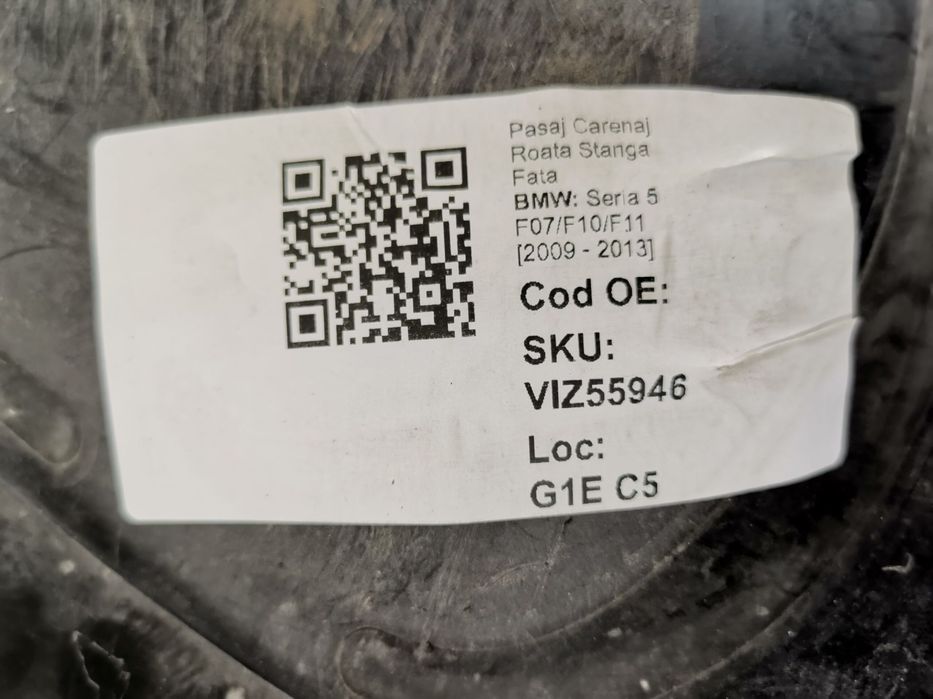 Pasaj Carenaj
Roata Stanga
Fata
BMW: Seria 5
F07/F10/F11
[2009 - 2013]
Cod OE:
SKU:
VIZ55946
Loc:
G1E C5